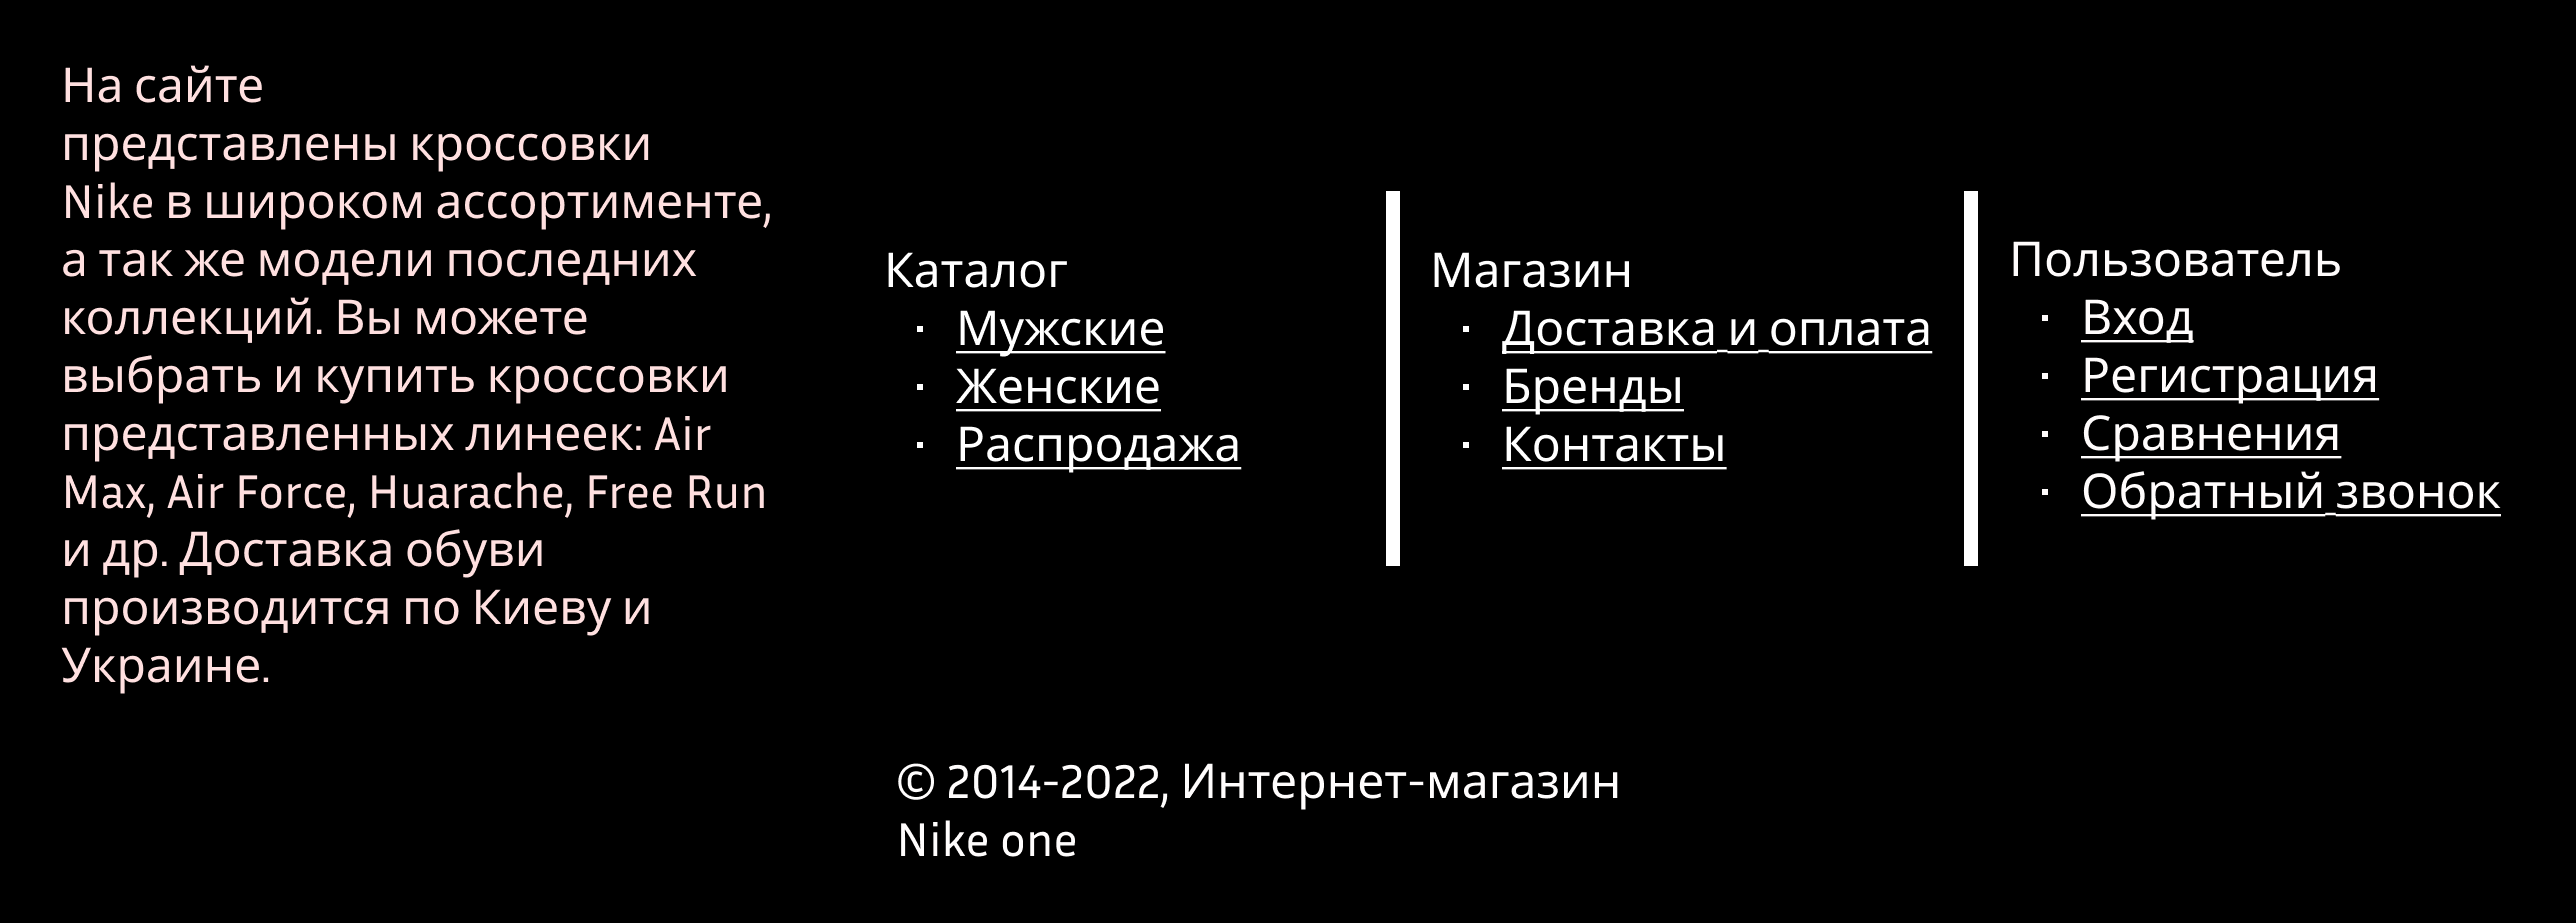 На сайте
представлены кроссовки
Nike в широком ассортименте,
а так же модели последних
коллекций. Вы можете
выбрать и купить кроссовки
представленных линеек: Air
Max, Air Force, Huarache, Free Run
и др. Доставка обуви
производится по Киеву и
Украине.
Каталог
· Мужские
· Женские
· Распродажа
Магазин
· Доставка и оплата
· Бренды
· Контакты
Пользователь
· Вход
· Регистрация
· Сравнения
· Обратный звонок
© 2014-2022, Интернет-магазин
Nike one